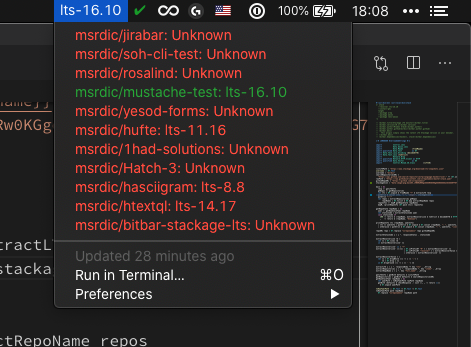 lts-16.10 ✔ 100% 18:08
msrdic/jirabar: Unknown
msrdic/soh-cli-test: Unknown
msrdic/rosalind: Unknown
msrdic/mustache-test: lts-16.10
msrdic/yesod-forms: Unknown
msrdic/hufte: lts-11.16
msrdic/1had-solutions: Unknown
msrdic/Hatch-3: Unknown
msrdic/hasciigram: lts-8.8
msrdic/htextql: lts-14.17
msrdic/bitbar-stackage-lts: Unknown
Updated 28 minutes ago
Run in Terminal... ⌘O
Preferences ▶
Rw0KGg
G7
tractL
stacka
ctRepoName repos